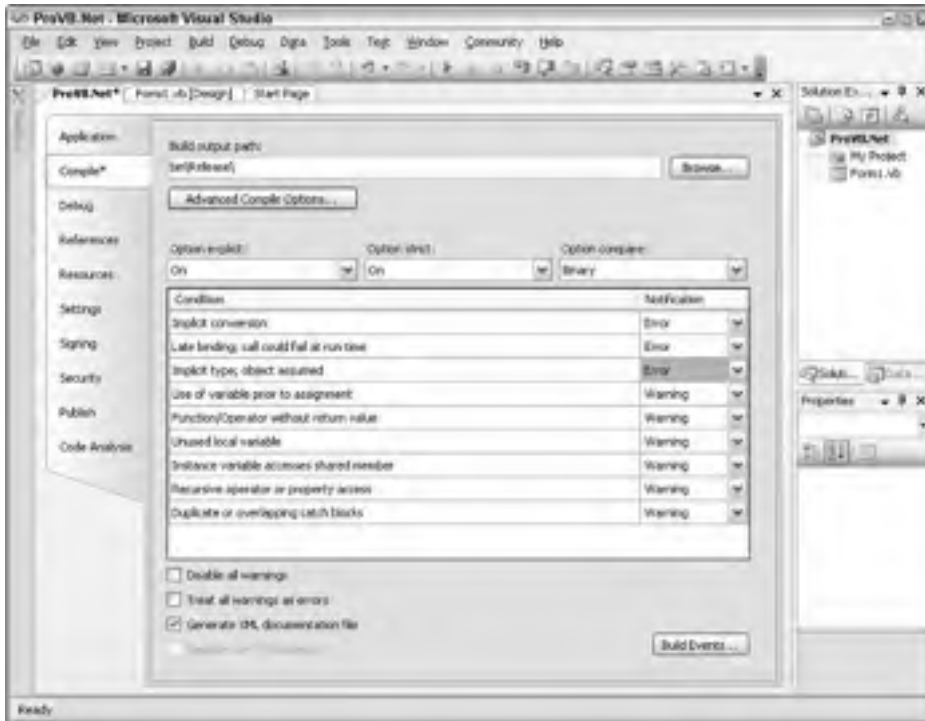 ProVB.Net - Microsoft Visual Studio
File Edit View Project Build Debug Data Tools Test Window Community Help
ProVB.Net* Form1.vb [Design] Start Page
Solution Ex...
ProVB.Net
My Project
Form1.vb
Application
Compile*
Debug
References
Resources
Settings
Signing
Security
Publish
Code Analysis
Build output path:
bin\Release\
Browse...
Advanced Compile Options...
Option explicit: Option strict: Option compare:
On On Binary
Condition Notification
Implicit conversion Error
Late binding; call could fail at run time Error
Implicit type; object assumed Error
Use of variable prior to assignment Warning
Function/Operator without return value Warning
Unused local variable Warning
Instance variable accesses shared member Warning
Recursive operator or property access Warning
Duplicate or overlapping catch blocks Warning
Disable all warnings
Treat all warnings as errors
Generate XML documentation file
Build Events...
Solut... Data...
Properties
Ready